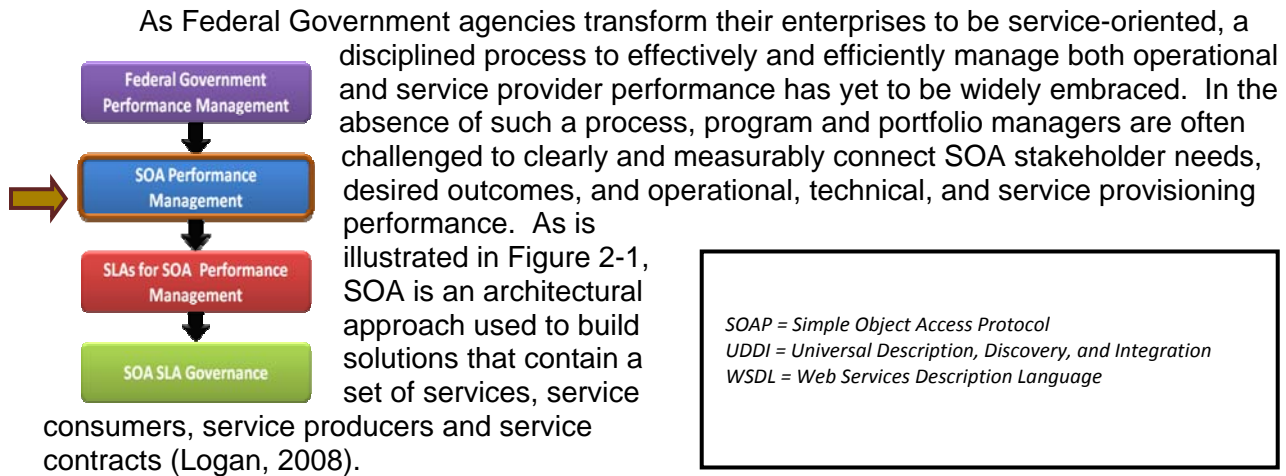 As Federal Government agencies transform their enterprises to be service-oriented, a
disciplined process to effectively and efficiently manage both operational
and service provider performance has yet to be widely embraced.  In the
absence of such a process, program and portfolio managers are often
challenged to clearly and measurably connect SOA stakeholder needs,
desired outcomes, and operational, technical, and service provisioning
performance.  As is
illustrated in Figure 2-1,
SOA is an architectural
approach used to build
solutions that contain a
set of services, service
consumers, service producers and service
contracts (Logan, 2008).
Federal Government
Performance Management
SOA Performance
Management
SLAs for SOA Performance
Management
SOA SLA Governance
SOAP = Simple Object Access Protocol
UDDI = Universal Description, Discovery, and Integration
WSDL = Web Services Description Language